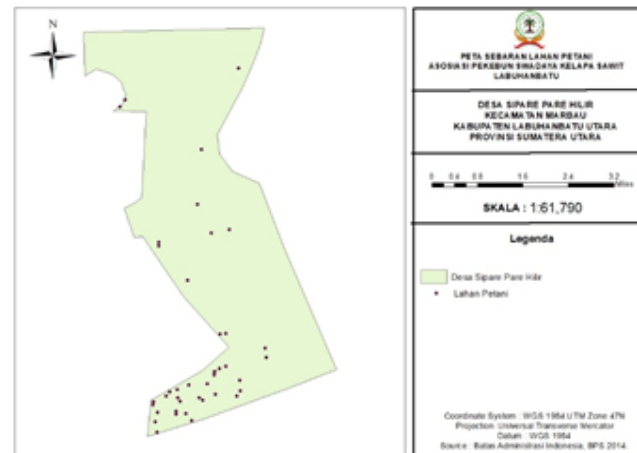 N
PETA SEBARAN LAHAN PETANI
ASOSIASI PEKEBUN SWADAYA KELAPA SAWIT
LABUHANBATU
DESA SIPARE PARE HILIR
KECAMATAN MARBAU
KABUPATEN LABUHANBATU UTARA
PROVINSI SUMATERA UTARA
0 0.4 0.8 1.6 2.4 3.2
Miles
SKALA : 1:61,790
Legenda
Desa Sipare Pare Hilir
Lahan Petani
Coordinate System : WGS 1984 UTM Zone 47N
Projection: Universal Transverse Mercator
Datum : WGS 1984
Source : Batas Administrasi Indonesia, BPS 2014.